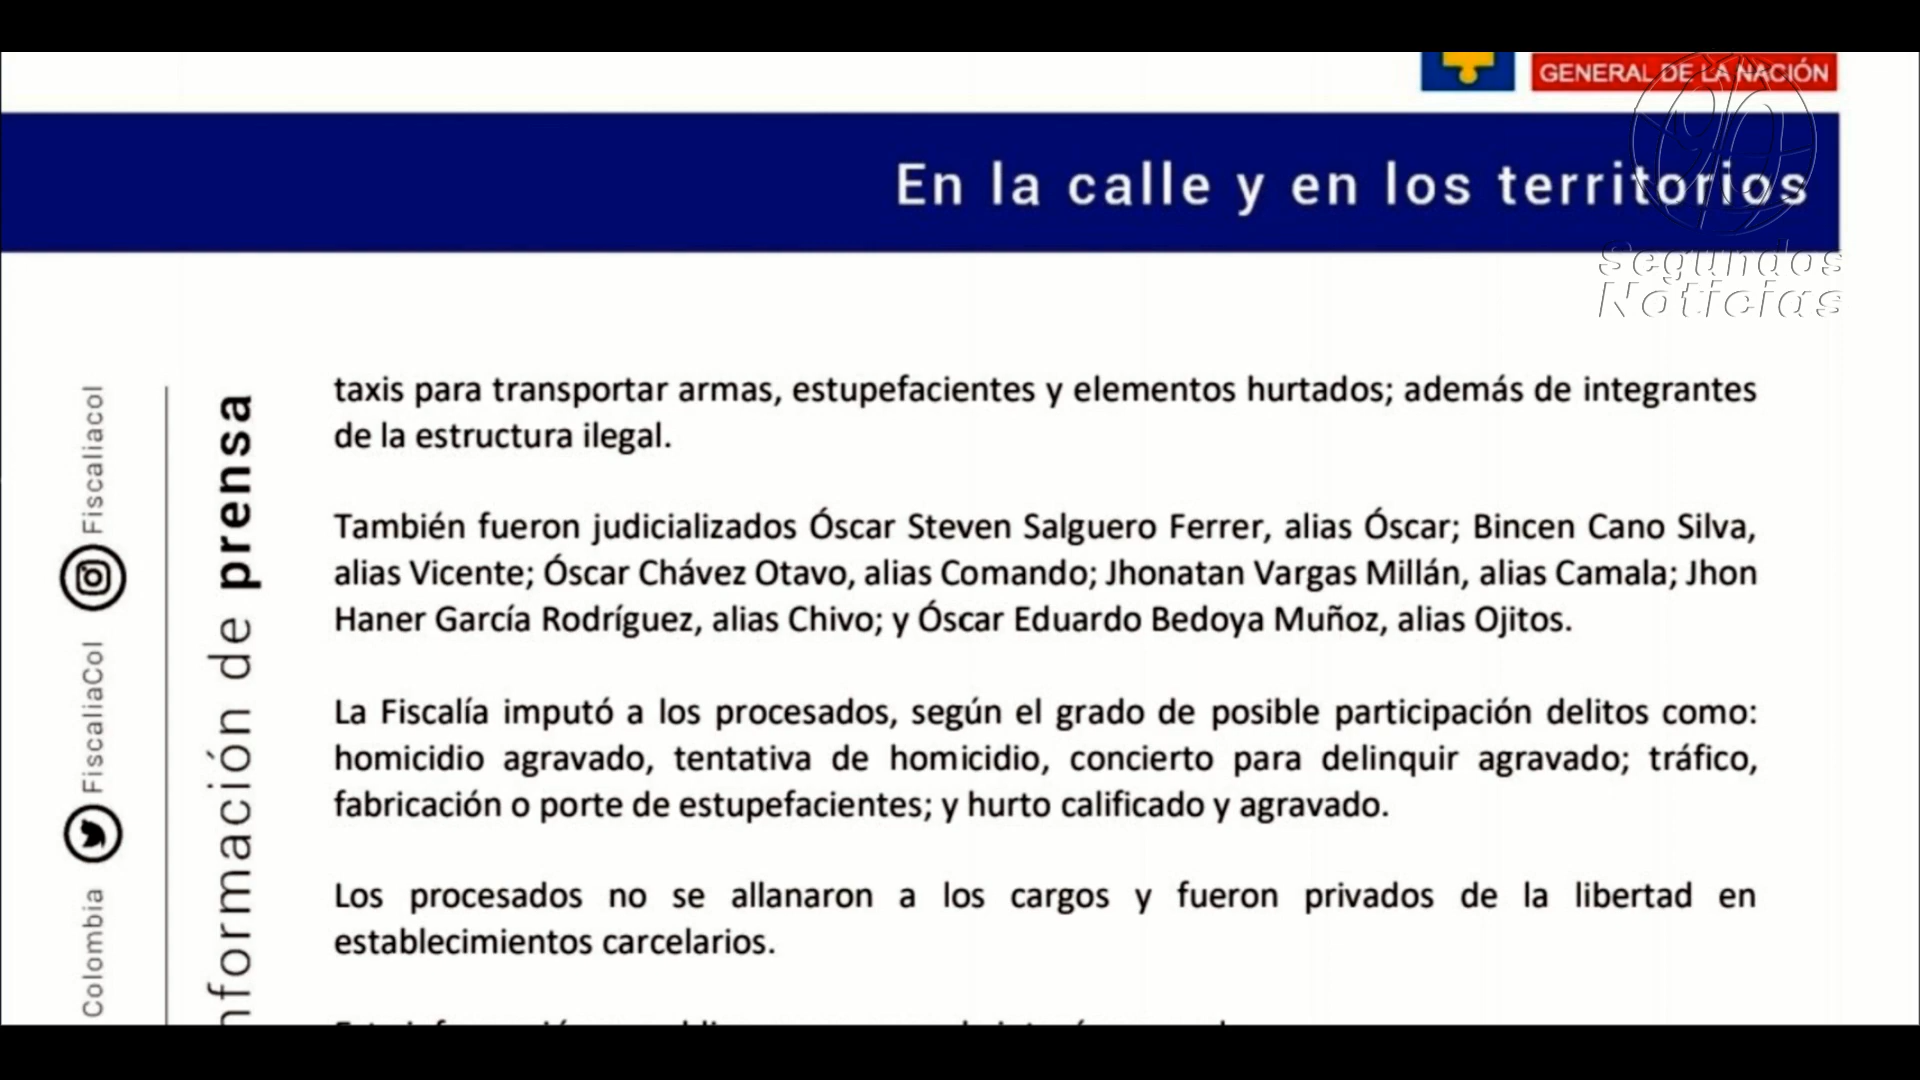 GENERAL DE LA NACIÓN
En la calle y en los territorios
90
Segundos
Noticias
Fiscaliacol
FiscaliaCol
Colombia
nformación de prensa
taxis para transportar armas, estupefacientes y elementos hurtados; además de integrantes
de la estructura ilegal.
También fueron judicializados Óscar Steven Salguero Ferrer, alias Óscar; Bincen Cano Silva,
alias Vicente; Óscar Chávez Otavo, alias Comando; Jhonatan Vargas Millán, alias Camala; Jhon
Haner García Rodríguez, alias Chivo; y Óscar Eduardo Bedoya Muñoz, alias Ojitos.
La Fiscalía imputó a los procesados, según el grado de posible participación delitos como:
homicidio agravado, tentativa de homicidio, concierto para delinquir agravado; tráfico,
fabricación o porte de estupefacientes; y hurto calificado y agravado.
Los procesados no se allanaron a los cargos y fueron privados de la libertad en
establecimientos carcelarios.